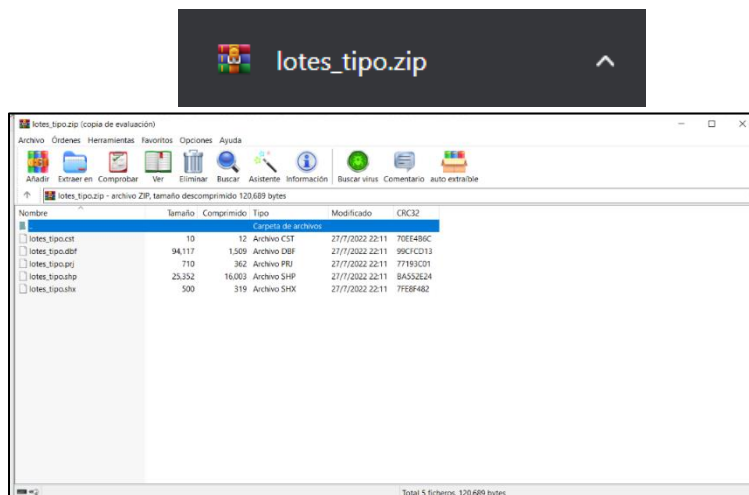 lotes_tipo.zip
lotes_tipo.zip (copia de evaluación)
Archivo Órdenes Herramientas Favoritos Opciones Ayuda
Añadir Extraer en Comprobar Ver Eliminar Buscar Asistente Información Buscar virus Comentario auto extraíble
lotes_tipo.zip - archivo ZIP, tamaño descomprimido 120,689 bytes
Nombre Tamaño Comprimido Tipo Modificado CRC32
. Carpeta de archivos
lotes_tipo.cst 10 12 Archivo CST 27/7/2022 22:11 70EE4B6C
lotes_tipo.dbf 94,117 1,509 Archivo DBF 27/7/2022 22:11 99CFCD13
lotes_tipo.prj 710 362 Archivo PRJ 27/7/2022 22:11 77193C01
lotes_tipo.shp 25,352 16,003 Archivo SHP 27/7/2022 22:11 BA552E24
lotes_tipo.shx 500 319 Archivo SHX 27/7/2022 22:11 7FE8F482
Total 5 ficheros, 120,689 bytes